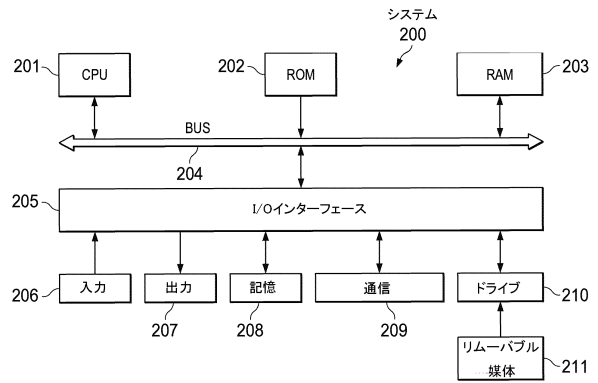 システム
200
201
CPU
202
ROM
RAM
203
BUS
204
205
I/Oインターフェース
206
入力
出力
207
記憶
208
通信
209
ドライブ
210
リムーバブル
媒体
211